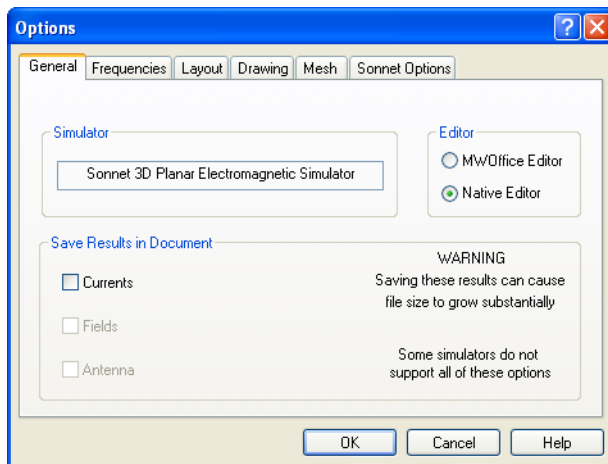 Options
General Frequencies Layout Drawing Mesh Sonnet Options
Simulator
Sonnet 3D Planar Electromagnetic Simulator
Editor
MWOffice Editor
Native Editor
Save Results in Document
Currents
Fields
Antenna
WARNING
Saving these results can cause
file size to grow substantially
Some simulators do not
support all of these options
OK Cancel Help